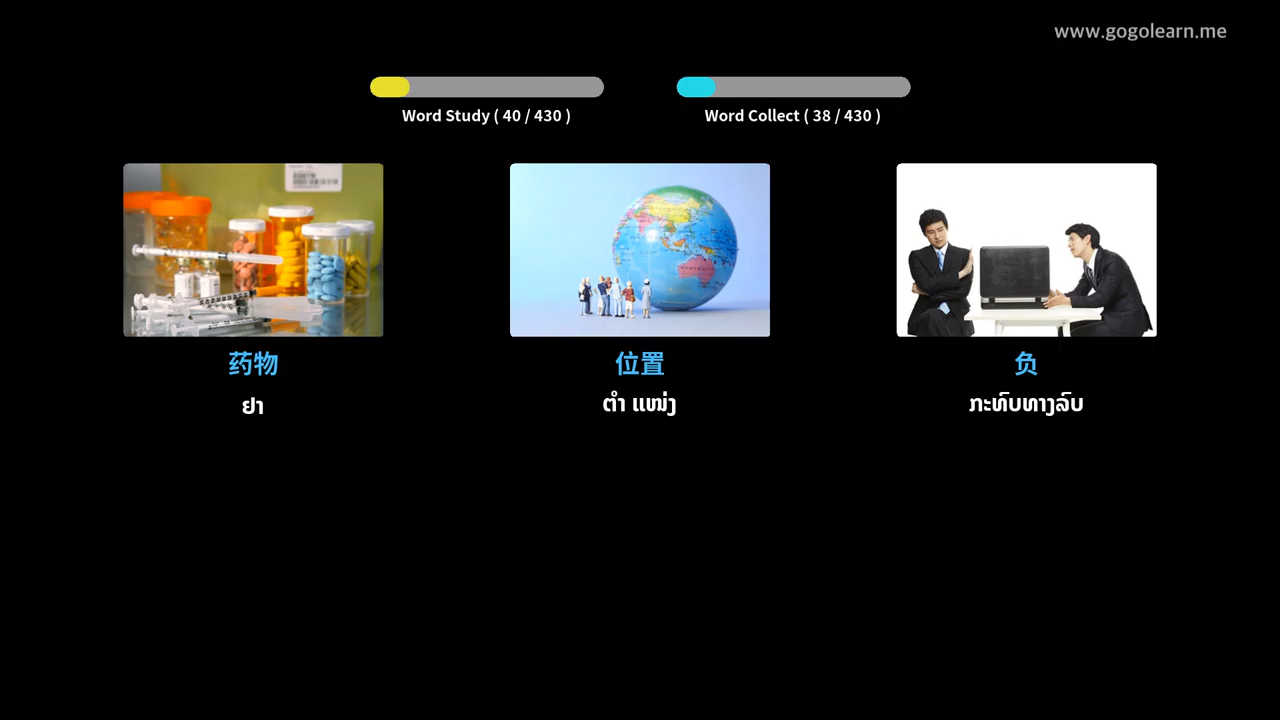 www.gogolearn.me
Word Study ( 40 / 430 )
Word Collect ( 38 / 430 )
药物
位置
负
ຢາ
ຕຳ ແໜ່ງ
ກະທົບທາງລົບ